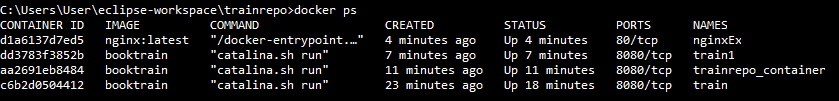 C:\Users\User\eclipse-workspace\trainrepo>docker ps
CONTAINER ID   IMAGE          COMMAND                  CREATED          STATUS          PORTS      NAMES
d1a6137d7ed5   nginx:latest   "/docker-entrypoint.…"   4 minutes ago    Up 4 minutes    80/tcp     nginxEx
dd3783f3852b   booktrain      "catalina.sh run"        7 minutes ago    Up 7 minutes    8080/tcp   train1
aa2691eb8484   booktrain      "catalina.sh run"        11 minutes ago   Up 11 minutes   8080/tcp   trainrepo_container
c6b2d0504412   booktrain      "catalina.sh run"        23 minutes ago   Up 18 minutes   8080/tcp   train